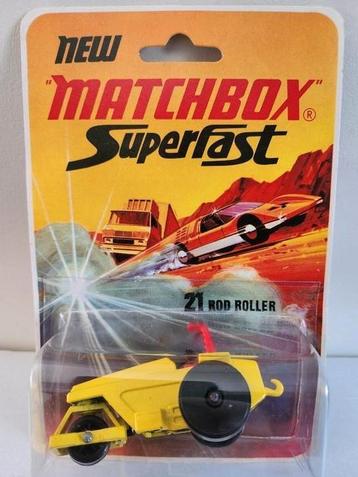 NEW
"MATCHBOX"®
Superfast
21 ROD ROLLER